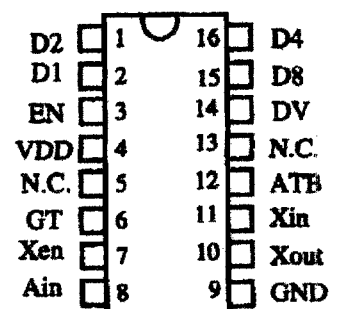 D2 1 16 D4
D1 2 15 D8
EN 3 14 DV
VDD 4 13 N.C.
N.C. 5 12 ATB
GT 6 11 Xin
Xen 7 10 Xout
Ain 8 9 GND